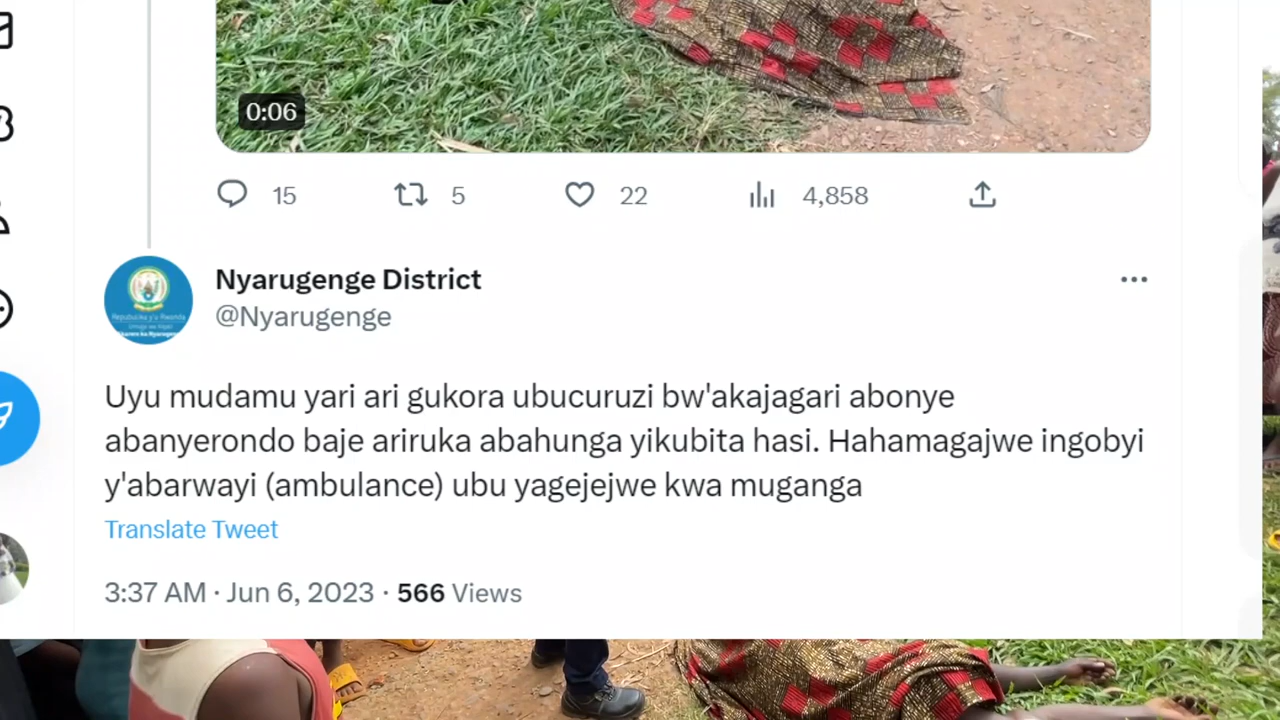 0:06
15 5 22 4,858
Nyarugenge District
@Nyarugenge
Uyu mudamu yari ari gukora ubucuruzi bw'akajagari abonye
abanyerondo baje ariruka abahunga yikubita hasi. Hahamagajwe ingobyi
y'abarwayi (ambulance) ubu yagejejwe kwa muganga
Translate Tweet
3:37 AM · Jun 6, 2023 · 566 Views